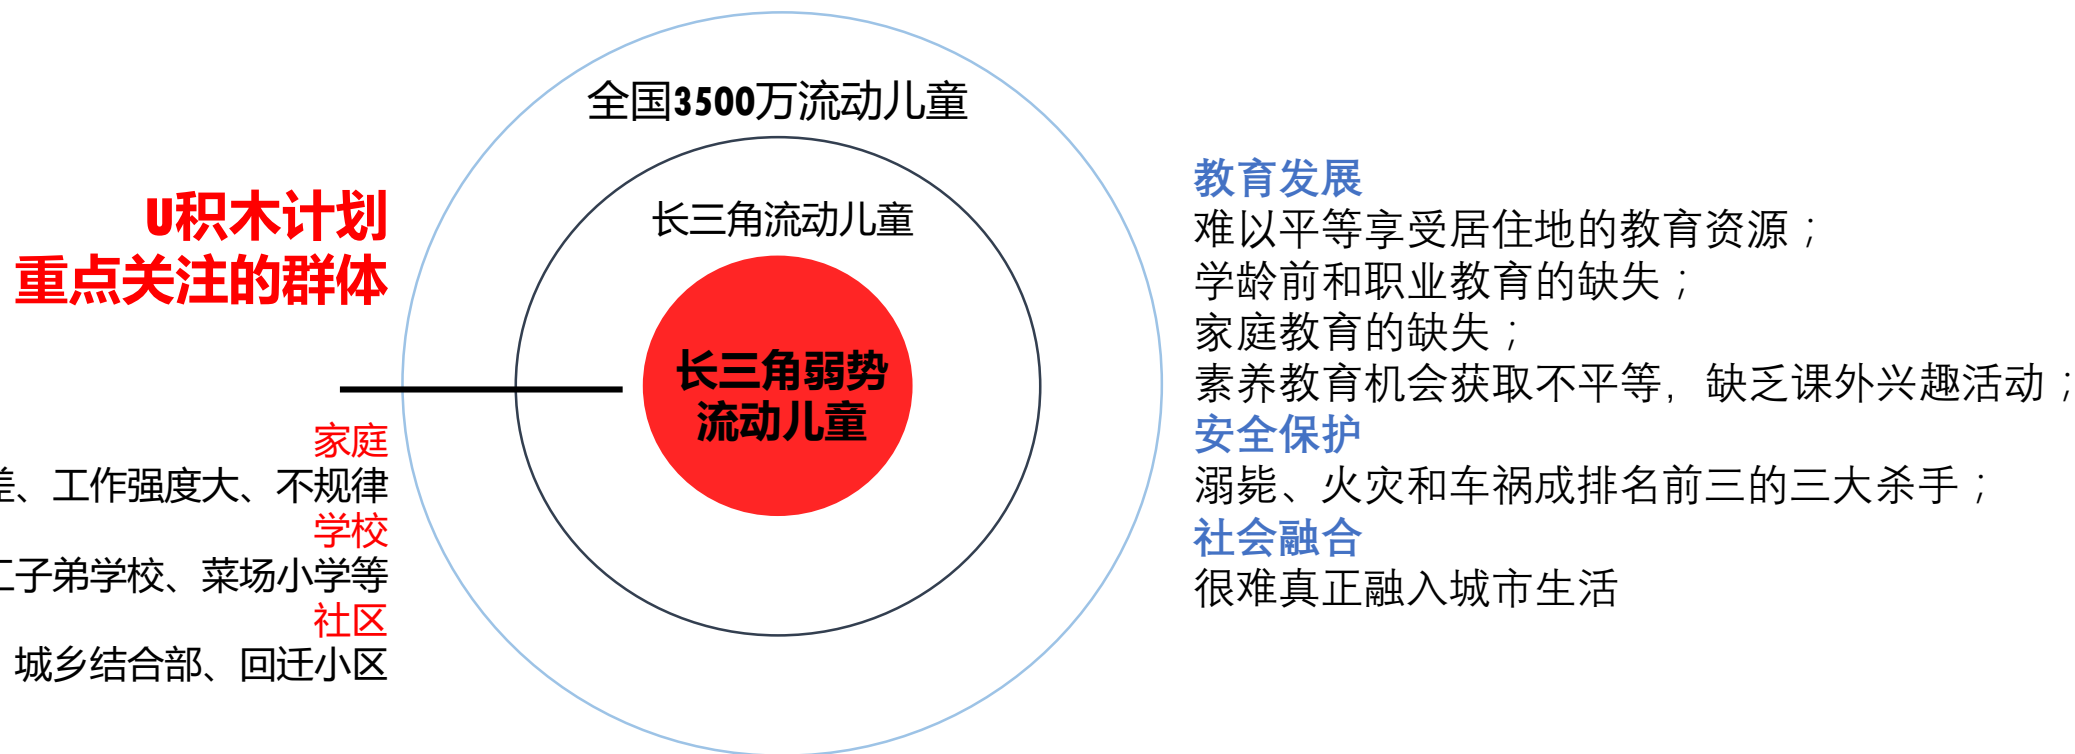 全国3500万流动儿童
长三角流动儿童
长三角弱势
流动儿童
U积木计划
重点关注的群体
家庭
、工作强度大、不规律
学校
子弟学校、菜场小学等
社区
城乡结合部、回迁小区
教育发展
难以平等享受居住地的教育资源；
学龄前和职业教育的缺失；
家庭教育的缺失；
素养教育机会获取不平等，缺乏课外兴趣活动；
安全保护
溺毙、火灾和车祸成排名前三的三大杀手；
社会融合
很难真正融入城市生活